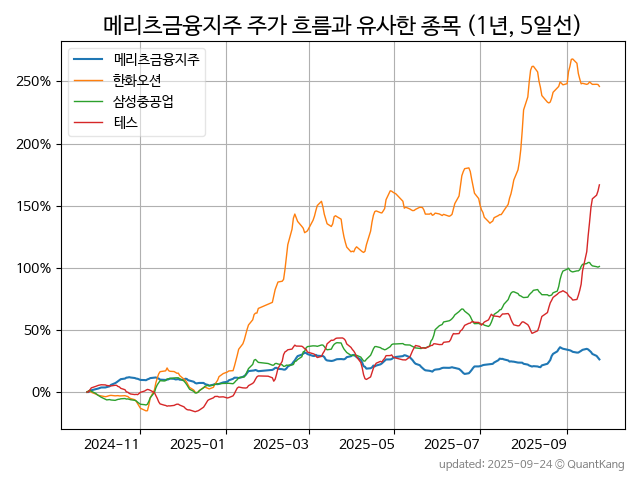 메리츠금융지주 주가 흐름과 유사한 종목 (1년, 5일선)
메리츠금융지주
한화오션
삼성중공업
테스
250%
200%
150%
100%
50%
0%
2024-11
2025-01
2025-03
2025-05
2025-07
2025-09
updated: 2025-09-24 © QuantKang